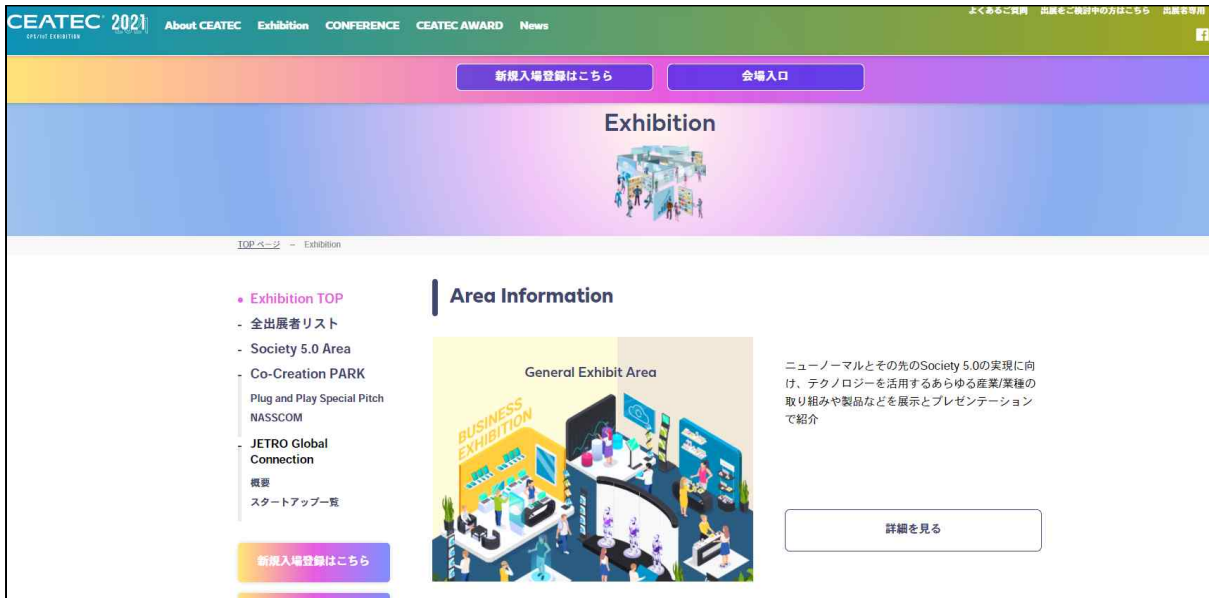 CEATEC 2021
CPS/IoT EXHIBITION
About CEATEC Exhibition CONFERENCE CEATEC AWARD News
よくあるご質問 出展をご検討中の方はこちら 出展者専用
新規入場登録はこちら 会場入口
Exhibition
TOP ページ – Exhibition
Exhibition TOP
- 全出展者リスト
- Society 5.0 Area
- Co-Creation PARK
Plug and Play Special Pitch
NASSCOM
- JETRO Global
Connection
概要
スタートアップ一覧
新規入場登録はこちら
Area Information
General Exhibit Area
BUSINESS
EXHIBITION
ニューノーマルとその先のSociety 5.0の実現に向
け、テクノロジーを活用するあらゆる産業/業種の
取り組みや製品などを展示とプレゼンテーション
で紹介
詳細を見る